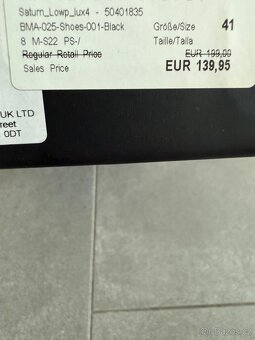 Saturn_Lowp_lux4 - 50401835
BMA-025-Shoes-001-Black Größe/Size 41
8 M-S22 PS-/ Taille/Talla
Regular Retail Price EUR 199,00
Sales Price EUR 139,95
UK LTD
reet
0DT